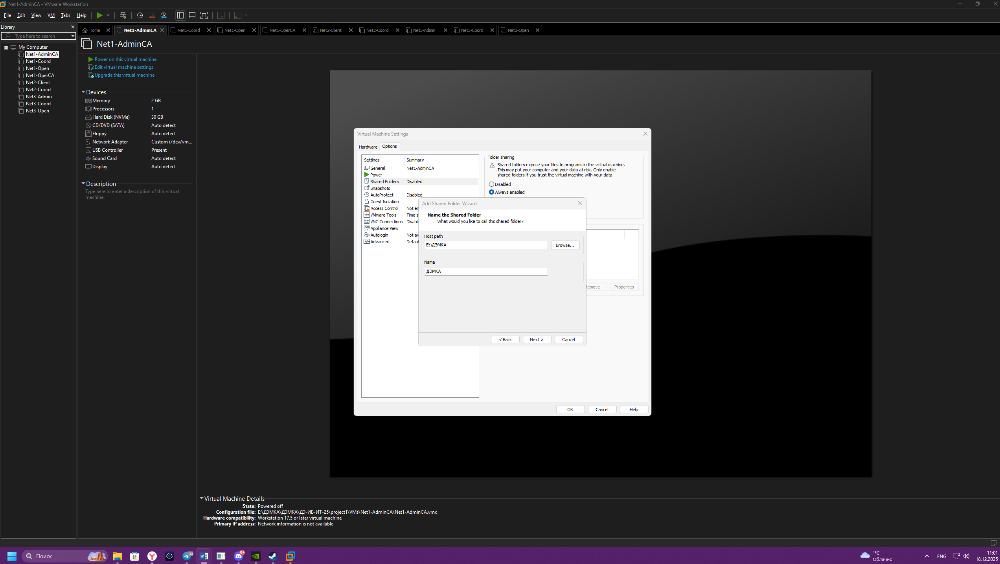 Net1-AdminCA - VMware Workstation
File Edit View VM Tabs Help
Library
Type here to search
My Computer
Net1-AdminCA
Net1-Coord
Net1-Open
Net1-OperCA
Net2-Client
Net2-Coord
Net3-Admin
Net3-Coord
Net3-Open
Home Net1-AdminCA Net1-Coord Net1-Open Net1-OperCA Net2-Client Net2-Coord Net3-Admin Net3-Coord Net3-Open
Net1-AdminCA
Power on this virtual machine
Edit virtual machine settings
Upgrade this virtual machine
Devices
Memory 2 GB
Processors 1
Hard Disk (NVMe) 30 GB
CD/DVD (SATA) Auto detect
Floppy Auto detect
Network Adapter Custom (/dev/vm...
USB Controller Present
Sound Card Auto detect
Display Auto detect
Description
Type here to enter a description of this virtual
machine.
Virtual Machine Settings
Hardware Options
Settings Summary
General Net1-AdminCA
Power
Shared Folders Disabled
Snapshots
AutoProtect Disabled
Guest Isolation
Access Control Not en
VMware Tools Time s
VNC Connections Disable
Appliance View
Autologin Not av
Advanced Defaul
Folder sharing
Shared folders expose your files to programs in the virtual machine.
This may put your computer and your data at risk. Only enable
shared folders if you trust the virtual machine with your data.
Disabled
Always enabled
Add Shared Folder Wizard
Name the Shared Folder
What would you like to call this shared folder?
Host path
E:\ДЭМКА
Browse...
Name
ДЭМКА
< Back Next > Cancel
Remove Properties
OK Cancel Help
Virtual Machine Details
State: Powered off
Configuration file: E:\ДЭМКА\ДЭМКА\ДЭ-ИБ-ИТ-25\project1\VMs\Net1-AdminCA\Net1-AdminCA.vmx
Hardware compatibility: Workstation 17.5 or later virtual machine
Primary IP address: Network information is not available
Поиск
30
9+
1°C
Облачно
ENG
11:01
18.12.2025